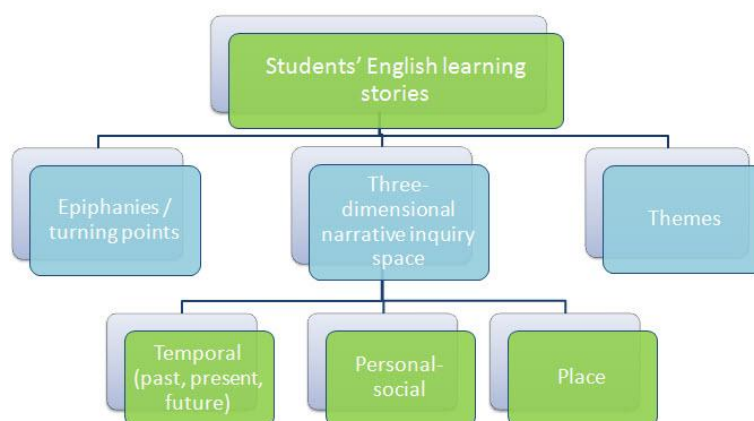 Students’ English learning
stories
Epiphanies /
turning points
Three-
dimensional
narrative inquiry
space
Themes
Temporal
(past, present,
future)
Personal-
social
Place